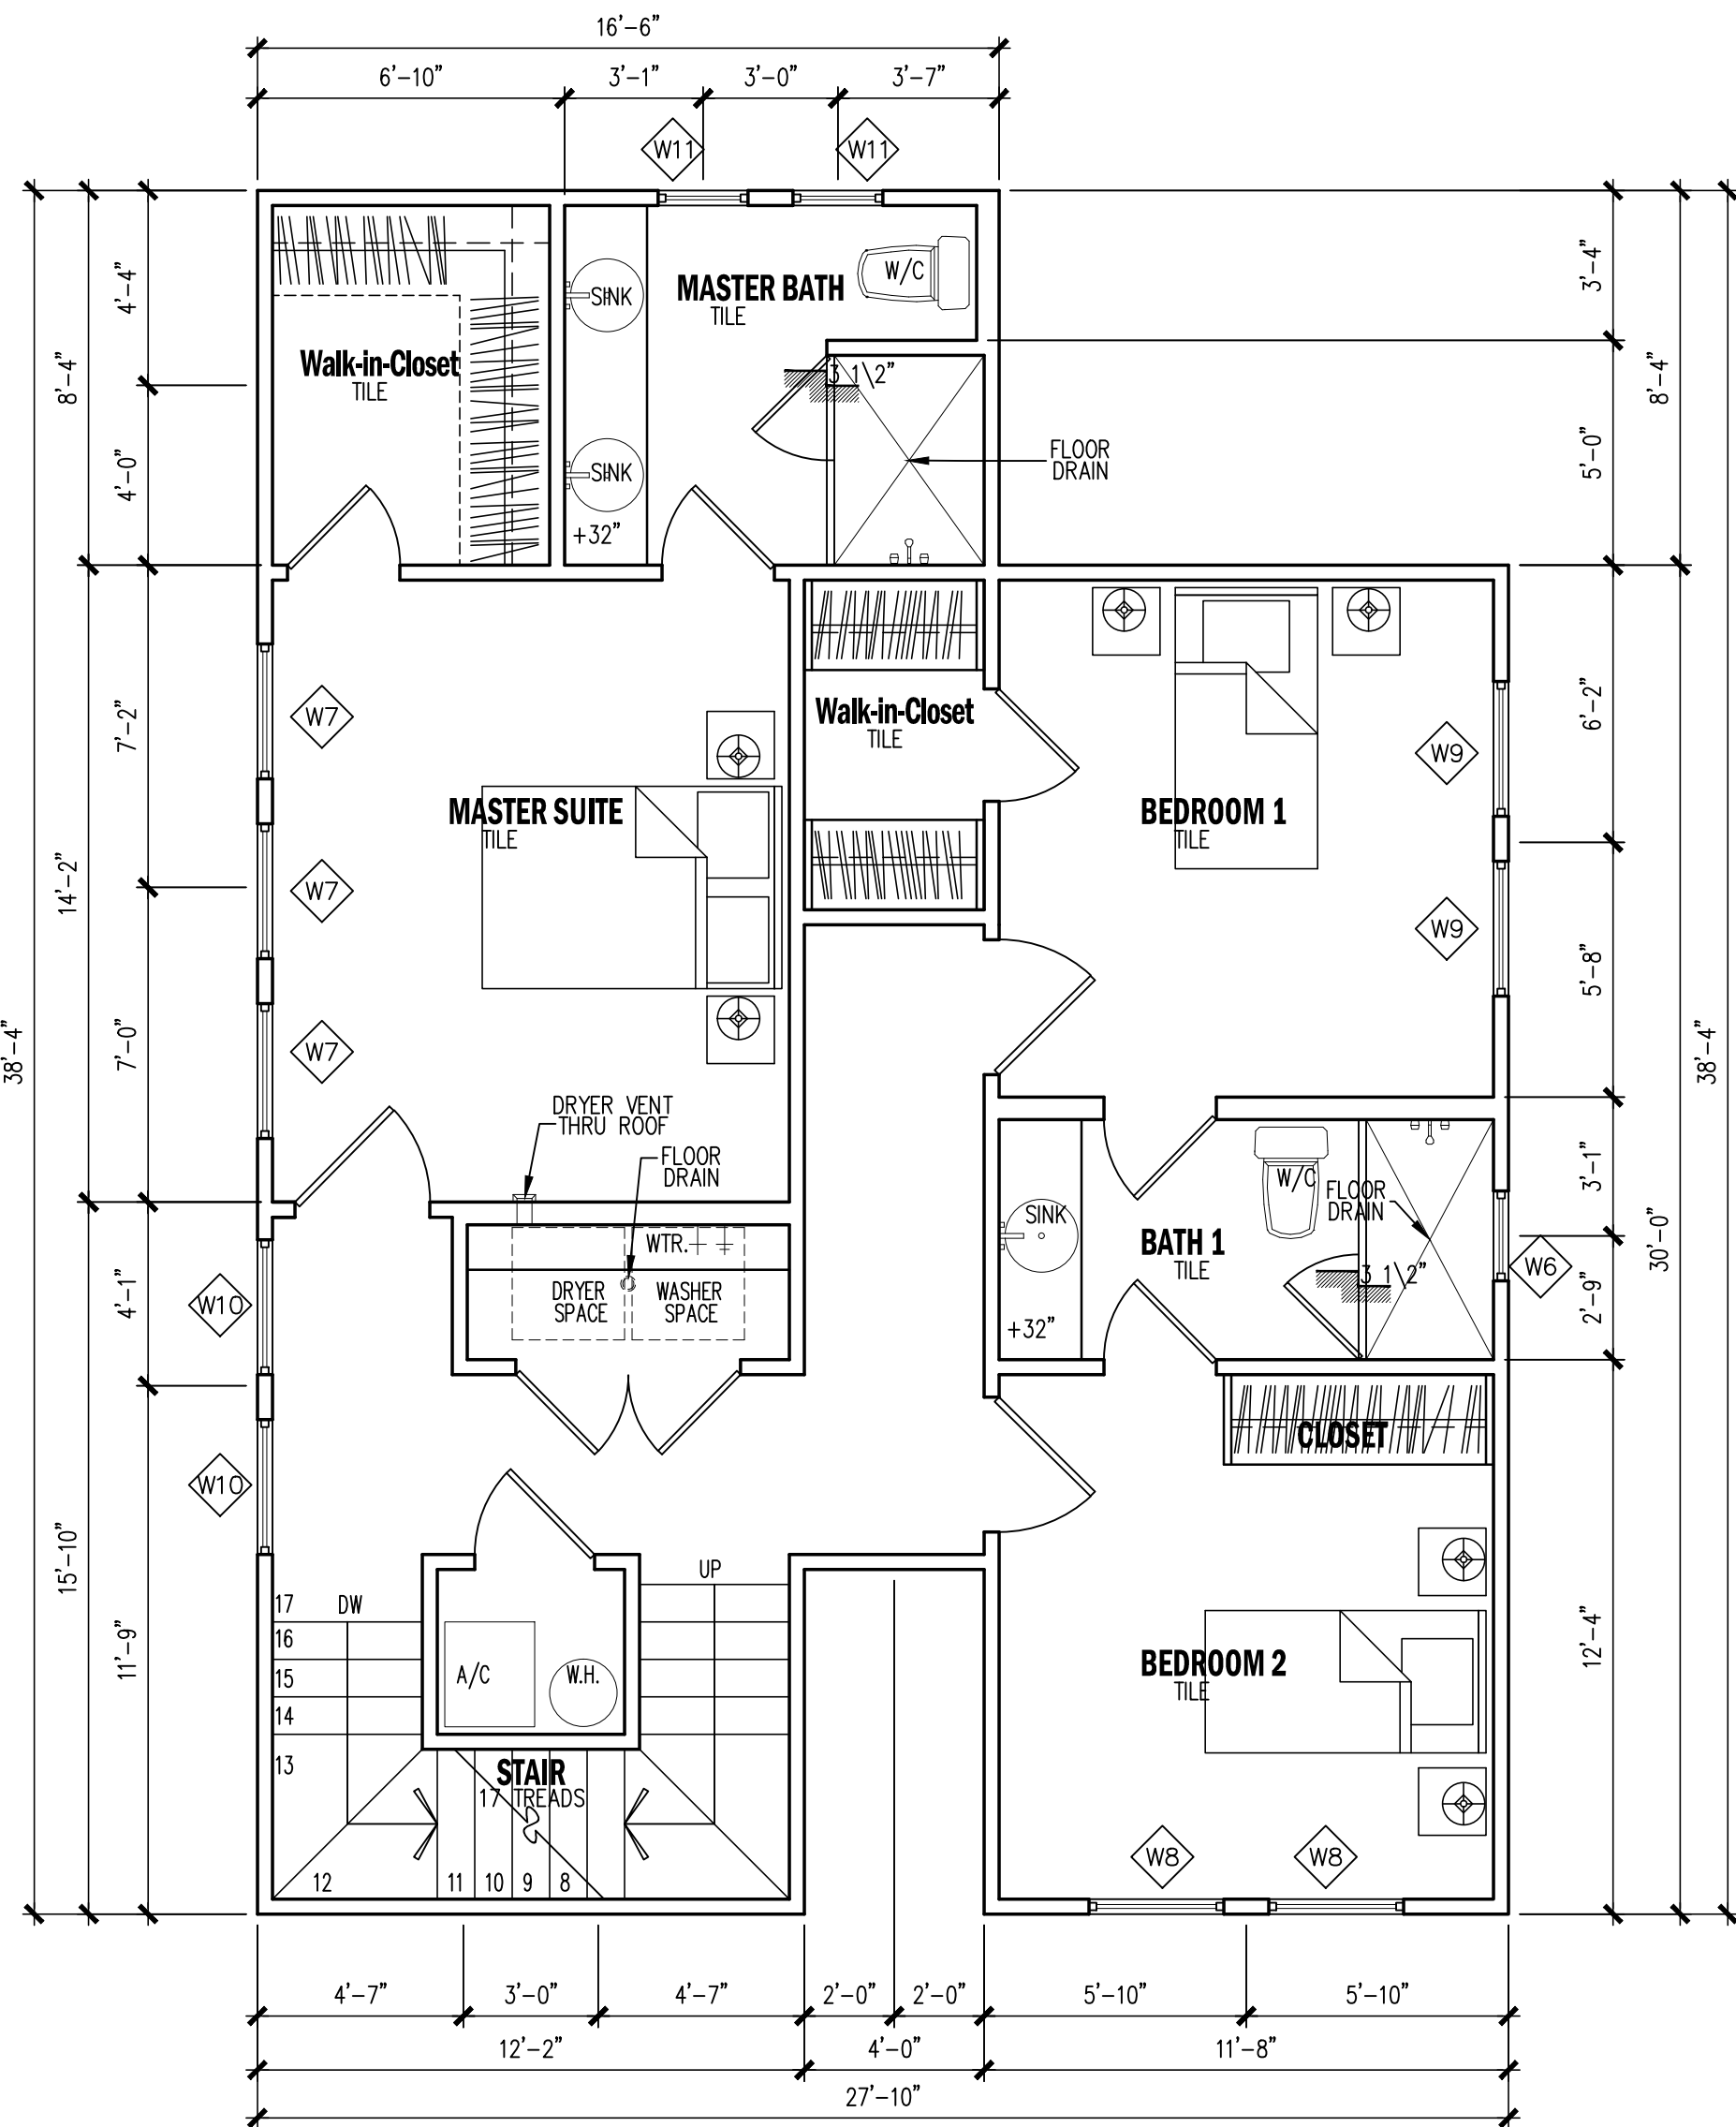 16'-6"
6'-10" 3'-1" 3'-0" 3'-7"
W11 W11
MASTER BATH
TILE
W/C
SINK
Walk-in-Closet
TILE
3 1\2"
FLOOR
DRAIN
SINK
+32"
4'-4"
8'-4"
4'-0"
3'-4"
8'-4"
5'-0"
W7
Walk-in-Closet
TILE
W9
MASTER SUITE
TILE
BEDROOM 1
TILE
W7
W9
W7
7'-2"
14'-2"
7'-0"
38'-4"
6'-2"
5'-8"
38'-4"
DRYER VENT
THRU ROOF
FLOOR
DRAIN
WTR.
DRYER
SPACE
WASHER
SPACE
SINK
W/C
FLOOR
DRAIN
BATH 1
TILE
3 1\2"
+32"
W6
3'-1"
30'-0"
2'-9"
W10
4'-1"
W10
CLOSET
15'-10"
11'-9"
12'-4"
UP
17 DW
16
15
14
13
A/C
W.H.
STAIR
17 TREADS
12 11 10 9 8
BEDROOM 2
TILE
W8 W8
4'-7" 3'-0" 4'-7" 2'-0" 2'-0" 5'-10" 5'-10"
12'-2" 4'-0" 11'-8"
27'-10"